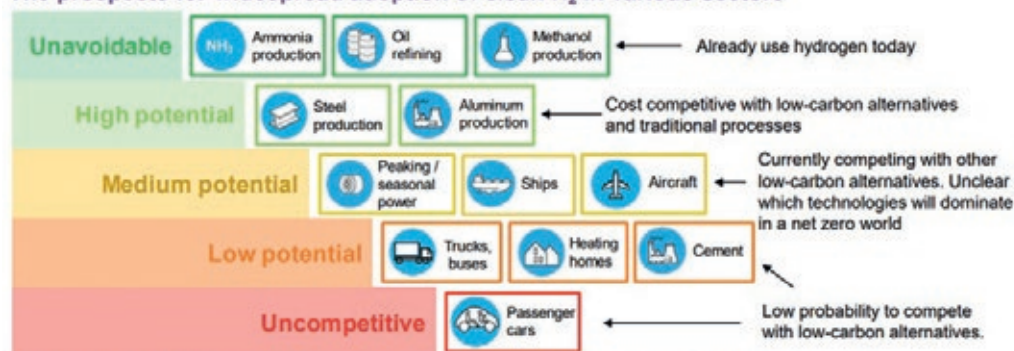 Unavoidable
NH₃
Ammonia
production
Oil
refining
Methanol
production
Already use hydrogen today
High potential
Steel
production
Aluminum
production
Cost competitive with low-carbon alternatives
and traditional processes
Medium potential
Peaking /
seasonal
power
Ships
Aircraft
Currently competing with other
low-carbon alternatives. Unclear
which technologies will dominate
in a net zero world
Low potential
Trucks,
buses
Heating
homes
Cement
Low probability to compete
with low-carbon alternatives.
Uncompetitive
Passenger
cars